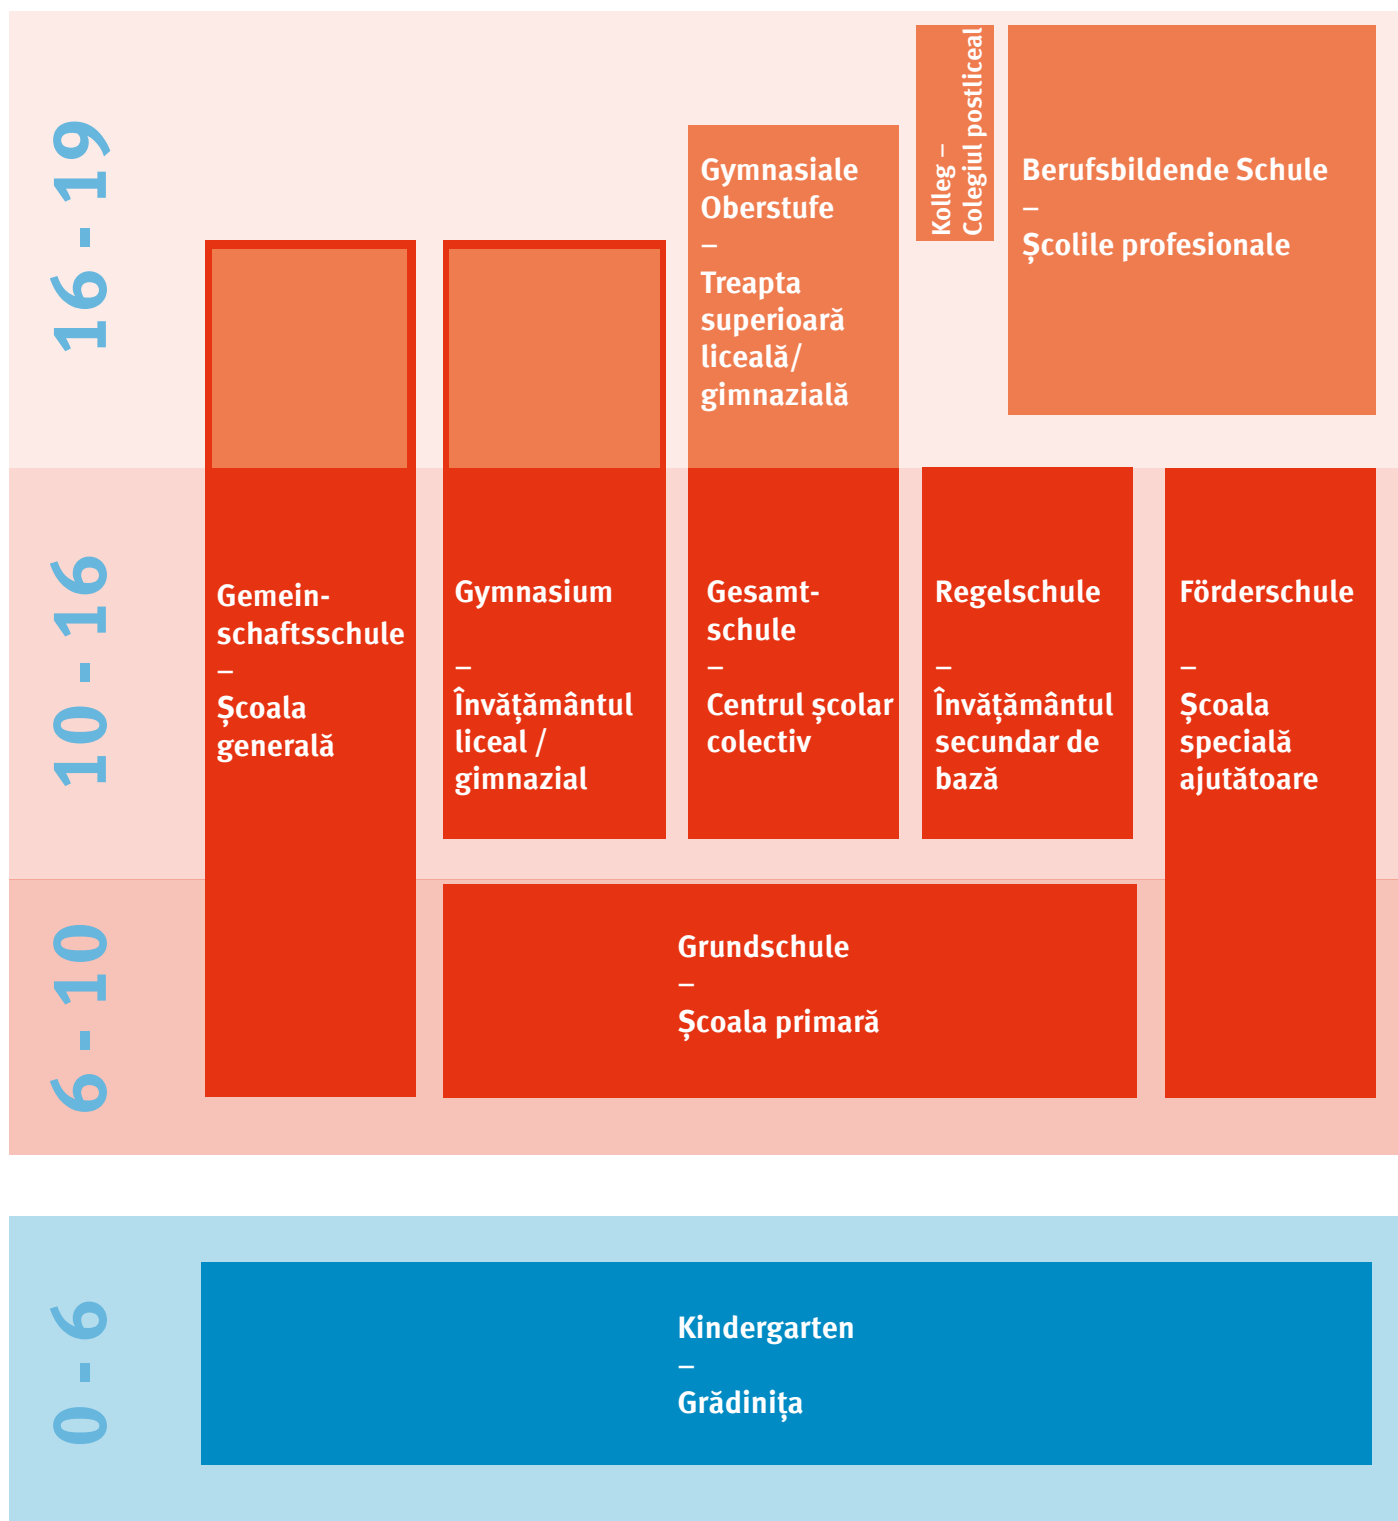 16 - 19
Gymnasiale
Oberstufe
–
Treapta
superioară
liceală/
gimnazială
Kolleg –
Colegiul postliceal
Berufsbildende Schule
–
Școlile profesionale
10 - 16
Gemein-
schaftsschule
–
Școala
generală
Gymnasium
–
Învățământul
liceal /
gimnazial
Gesamt-
schule
–
Centrul școlar
colectiv
Regelschule
–
Învățământul
secundar de
bază
Förderschule
–
Școala
specială
ajutătoare
6 - 10
Grundschule
–
Școala primară
0 - 6
Kindergarten
–
Grădinița